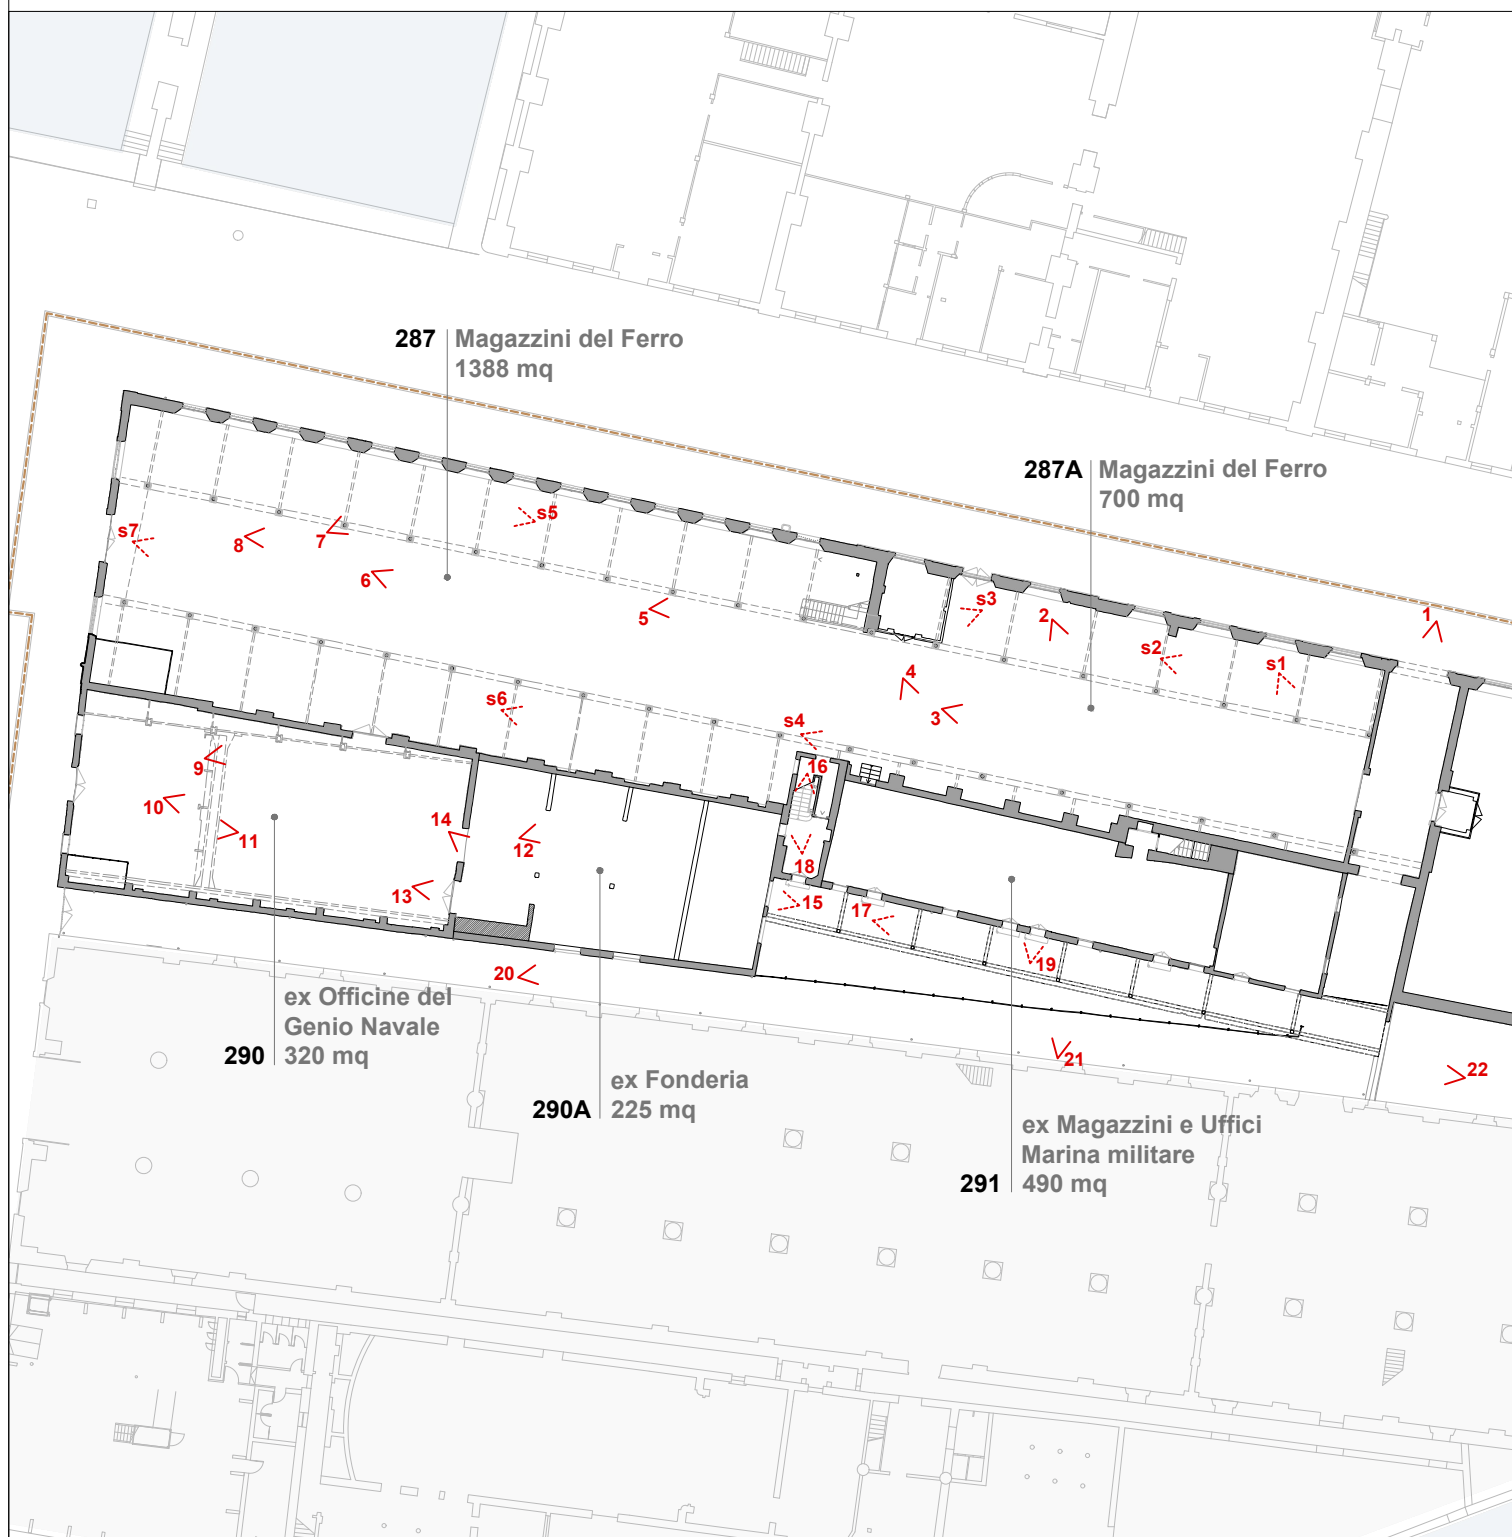 287 Magazzini del Ferro
1388 mq
287A Magazzini del Ferro
700 mq
s5
s7
8
7
6
5
s3
2
1
s2
s1
4
3
s6
s4
16
9
10
11
14
12
13
18
15
17
19
20
21
22
ex Officine del
Genio Navale
290 320 mq
ex Fonderia
290A 225 mq
ex Magazzini e Uffici
Marina militare
291 490 mq